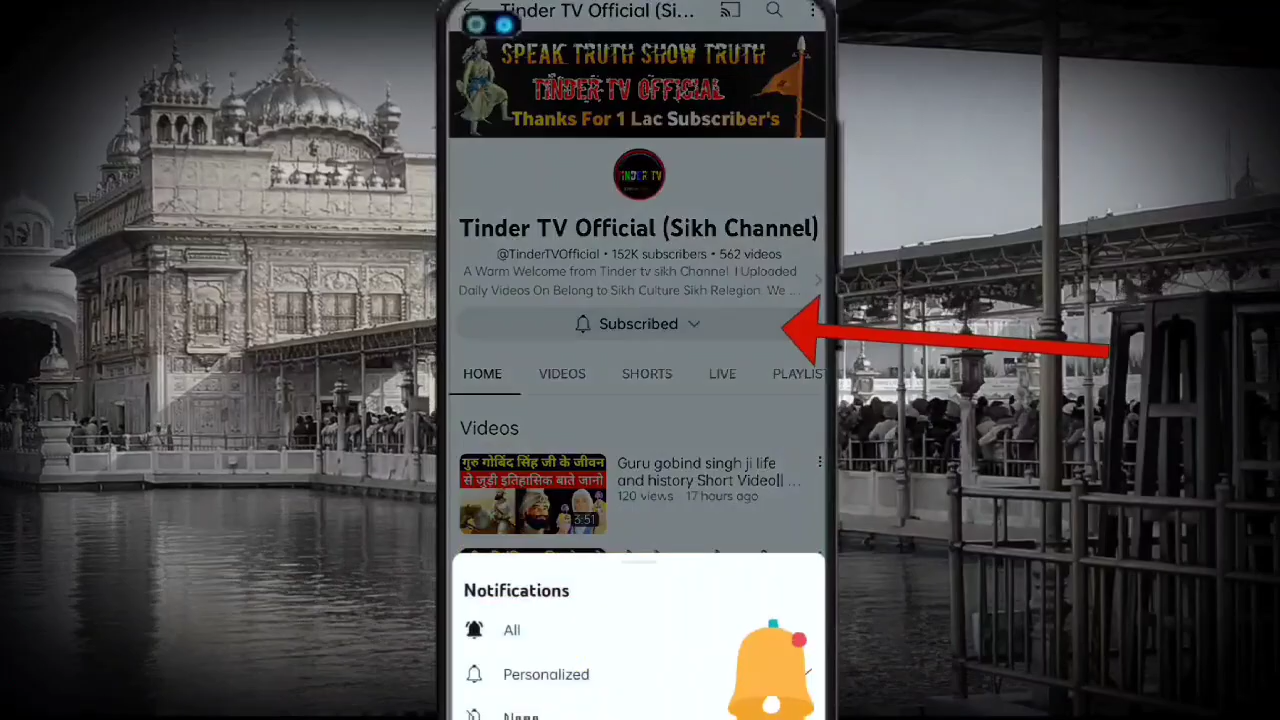 Tinder TV Official (Si...
SPEAK TRUTH SHOW TRUTH
TINDER TV OFFICIAL
Thanks For 1 Lac Subscriber's
TINDER TV
Tinder TV Official (Sikh Channel)
@TinderTVOfficial • 152K subscribers • 562 videos
A Warm Welcome from Tinder tv sikh Channel. I Uploaded
Daily Videos On Belong to Sikh Culture Sikh Relegion. We ...
Subscribed
HOME VIDEOS SHORTS LIVE PLAYLIST
Videos
गुरु गोबिंद सिंह जी के जीवन
से जुड़ी इतिहासिक बाते जानो
3:51
Guru gobind singh ji life
and history Short Video|| ...
120 views · 17 hours ago
Notifications
All
Personalized
None